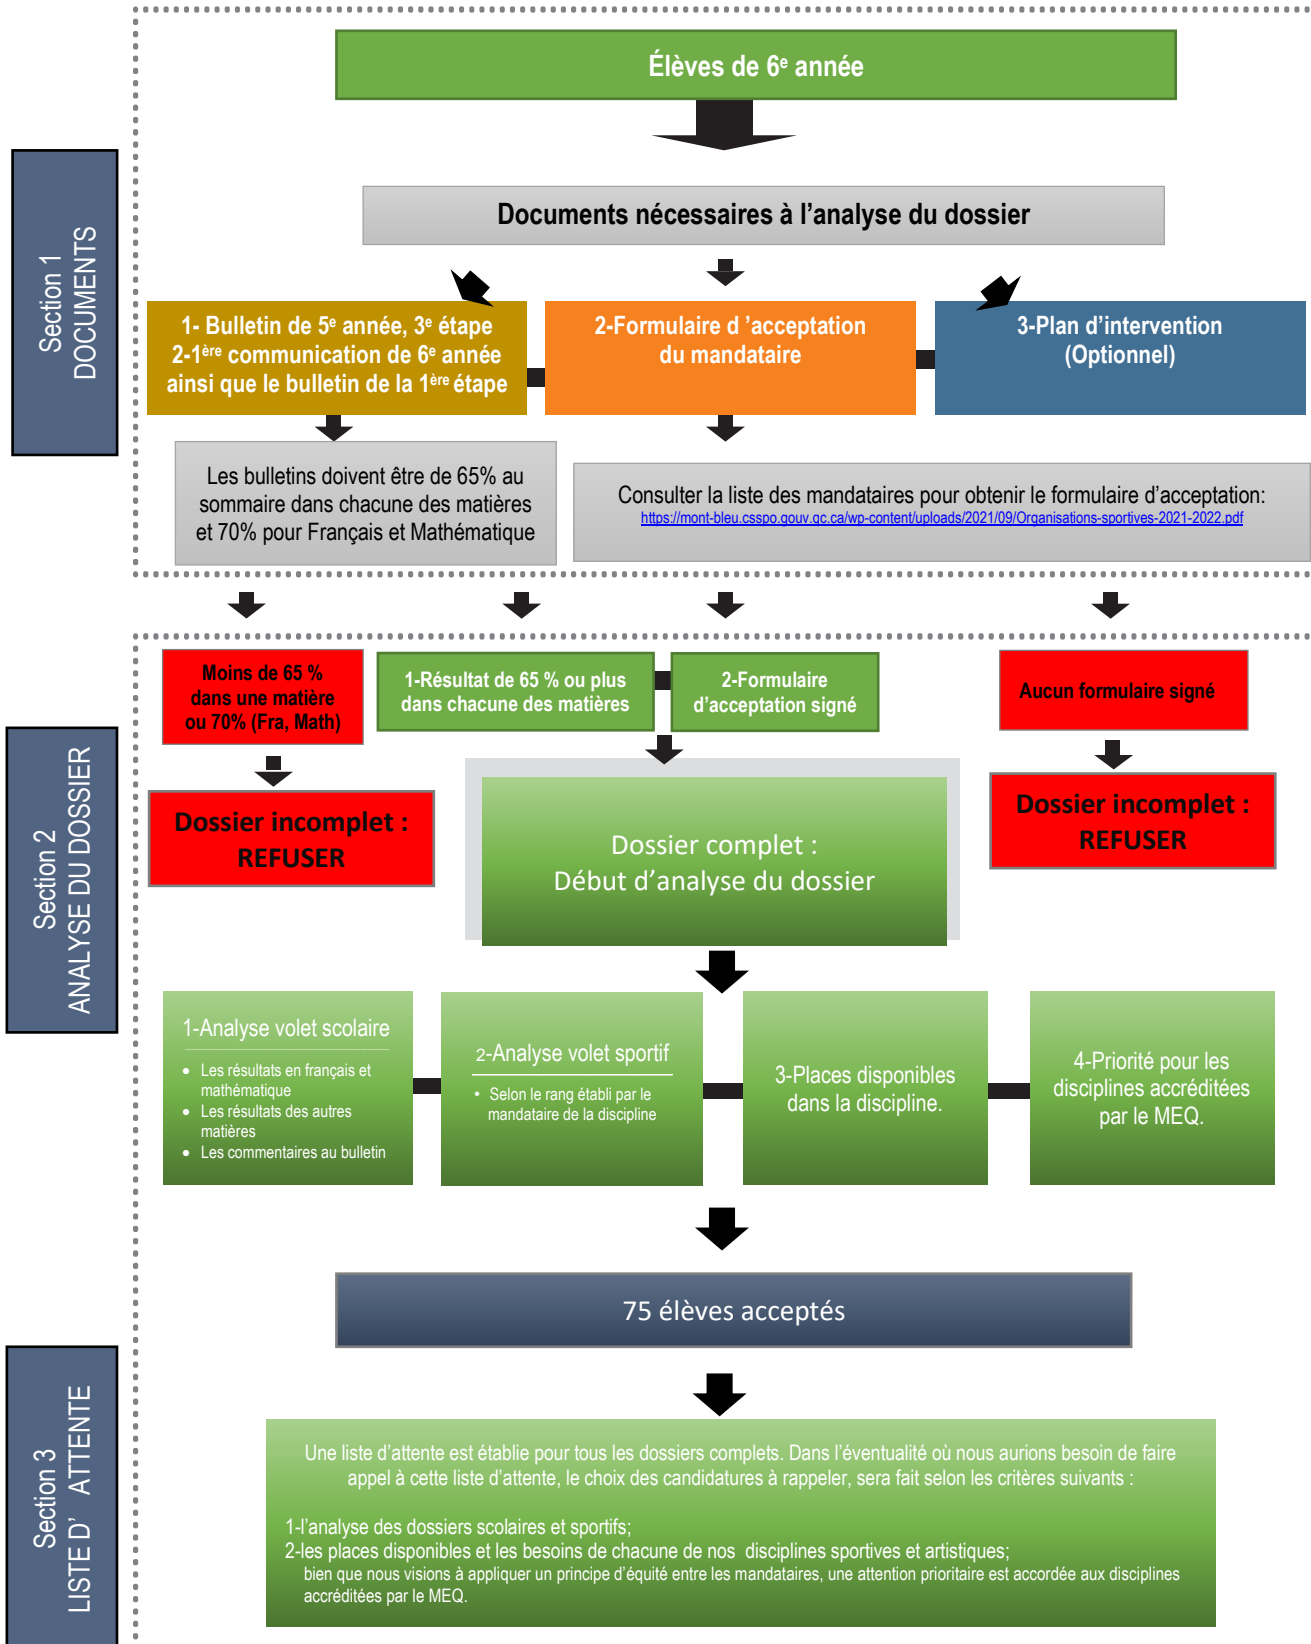 Élèves de 6e année
Section 1
DOCUMENTS
Documents nécessaires à l’analyse du dossier
1- Bulletin de 5e année, 3e étape
2-1ère communication de 6e année
ainsi que le bulletin de la 1ère étape
2-Formulaire d ’acceptation
du mandataire
3-Plan d’intervention
(Optionnel)
Les bulletins doivent être de 65% au
sommaire dans chacune des matières
et 70% pour Français et Mathématique
Consulter la liste des mandataires pour obtenir le formulaire d’acceptation:
https://mont-bleu.csspo.gouv.qc.ca/wp-content/uploads/2021/09/Organisations-sportives-2021-2022.pdf
Section 2
ANALYSE DU DOSSIER
Moins de 65 %
dans une matière
ou 70% (Fra, Math)
1-Résultat de 65 % ou plus
dans chacune des matières
2-Formulaire
d’acceptation signé
Aucun formulaire signé
Dossier incomplet :
REFUSER
Dossier complet :
Début d’analyse du dossier
Dossier incomplet :
REFUSER
1-Analyse volet scolaire
• Les résultats en français et
mathématique
• Les résultats des autres
matières
• Les commentaires au bulletin
2-Analyse volet sportif
• Selon le rang établi par le
mandataire de la discipline
3-Places disponibles
dans la discipline.
4-Priorité pour les
disciplines accréditées
par le MEQ.
75 élèves acceptés
Section 3
LISTE D’ ATTENTE
Une liste d’attente est établie pour tous les dossiers complets. Dans l’éventualité où nous aurions besoin de faire
appel à cette liste d’attente, le choix des candidatures à rappeler, sera fait selon les critères suivants :
1-l’analyse des dossiers scolaires et sportifs;
2-les places disponibles et les besoins de chacune de nos disciplines sportives et artistiques;
bien que nous visions à appliquer un principe d’équité entre les mandataires, une attention prioritaire est accordée aux disciplines
accréditées par le MEQ.